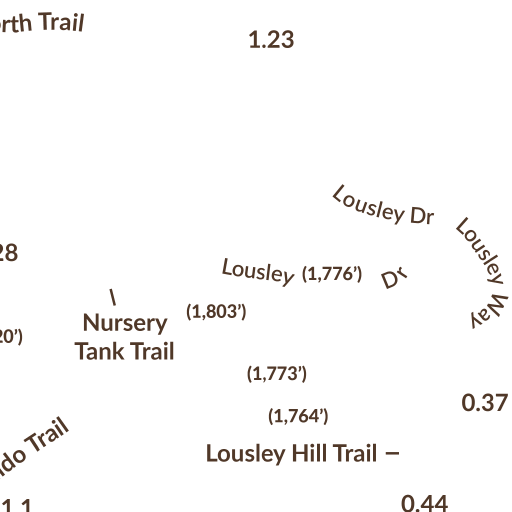 rth Trail
1.23
Lousley Dr
Lousley Way
28
Lousley (1,776’) Dr
(1,803’)
Nursery
Tank Trail
20’)
(1,773’)
0.37
(1,764’)
do Trail
Lousley Hill Trail –
1.1
0.44